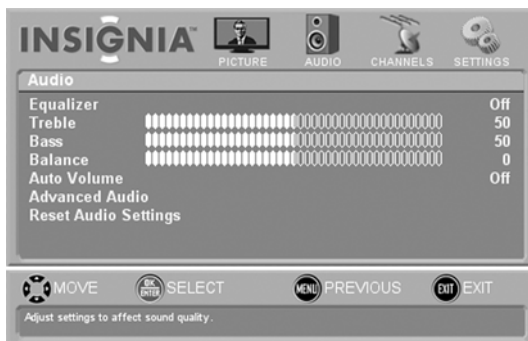 INSIGNIA™
PICTURE AUDIO CHANNELS SETTINGS
Audio
Equalizer Off
Treble 50
Bass 50
Balance 0
Auto Volume Off
Advanced Audio
Reset Audio Settings
MOVE OK ENTER SELECT MENU PREVIOUS EXIT EXIT
Adjust settings to affect sound quality.